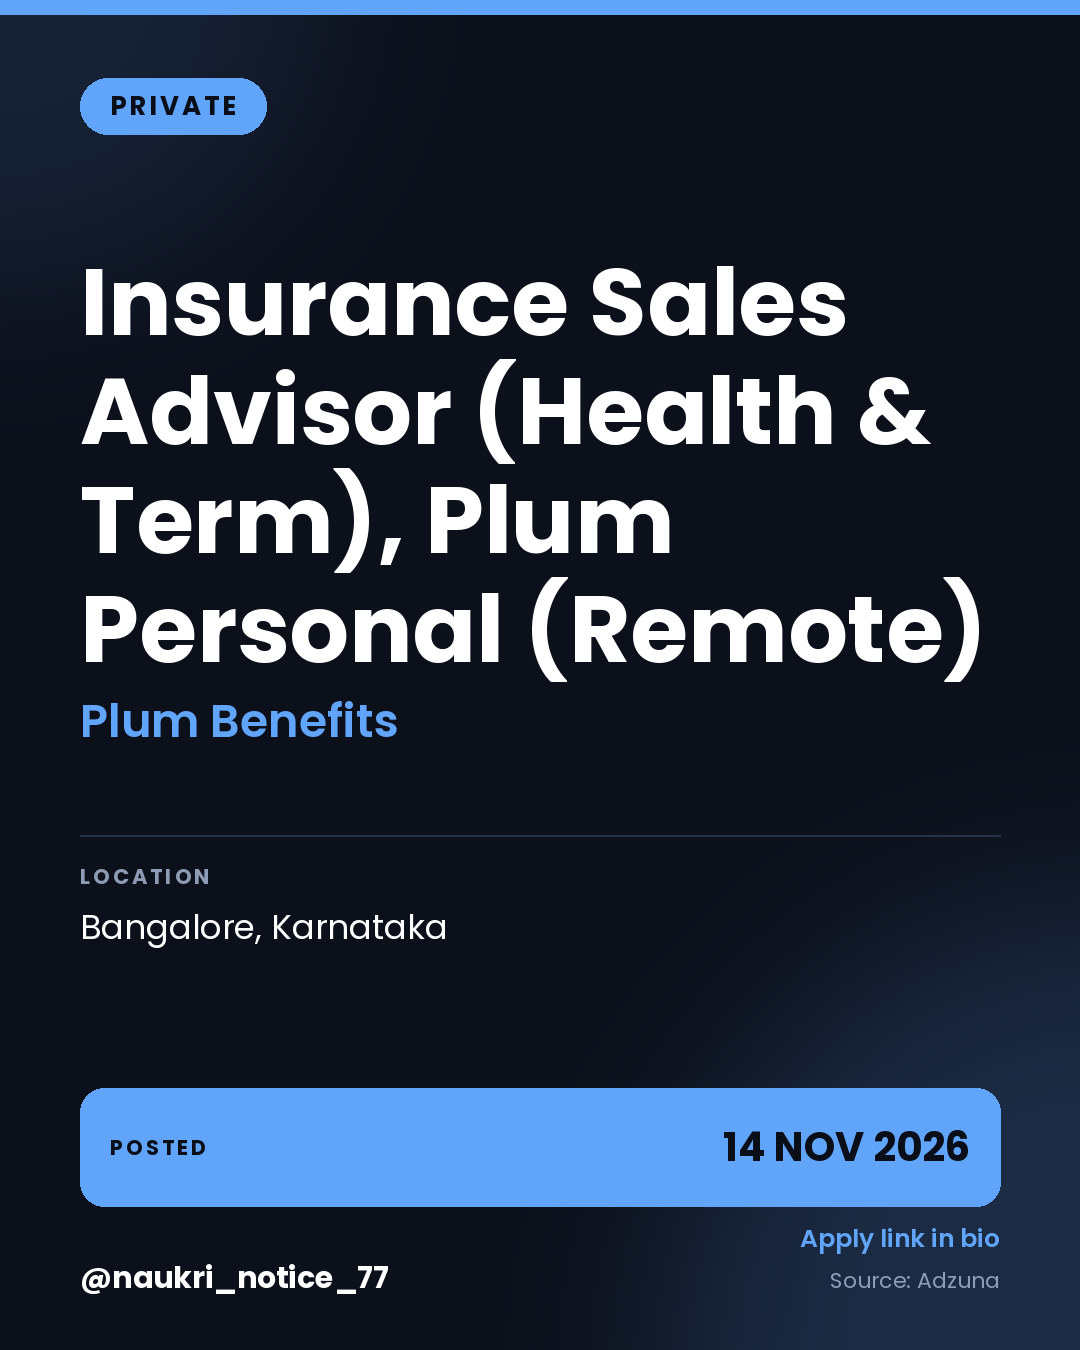 PRIVATE
Insurance Sales
Advisor (Health &
Term), Plum
Personal (Remote)
Plum Benefits
LOCATION
Bangalore, Karnataka
POSTED
14 NOV 2026
Apply link in bio
@naukri_notice_77
Source: Adzuna